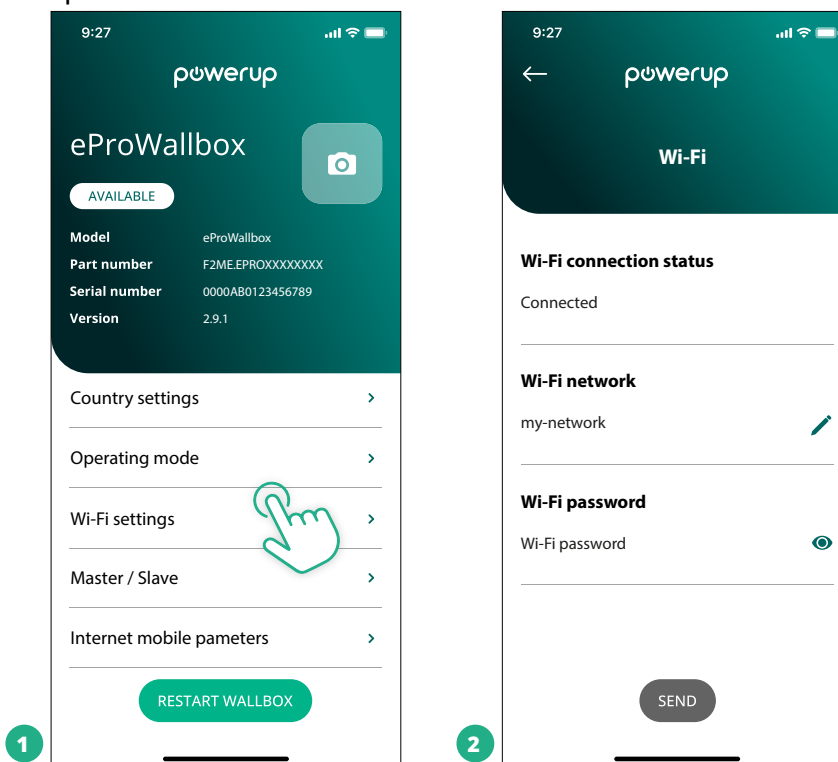 9:27
powerup
eProWallbox
AVAILABLE
Model eProWallbox
Part number F2ME.EPROXXXXXXXX
Serial number 0000AB0123456789
Version 2.9.1
Country settings
Operating mode
Wi-Fi settings
Master / Slave
Internet mobile pameters
RESTART WALLBOX
1
9:27
powerup
Wi-Fi
Wi-Fi connection status
Connected
Wi-Fi network
my-network
Wi-Fi password
Wi-Fi password
SEND
2